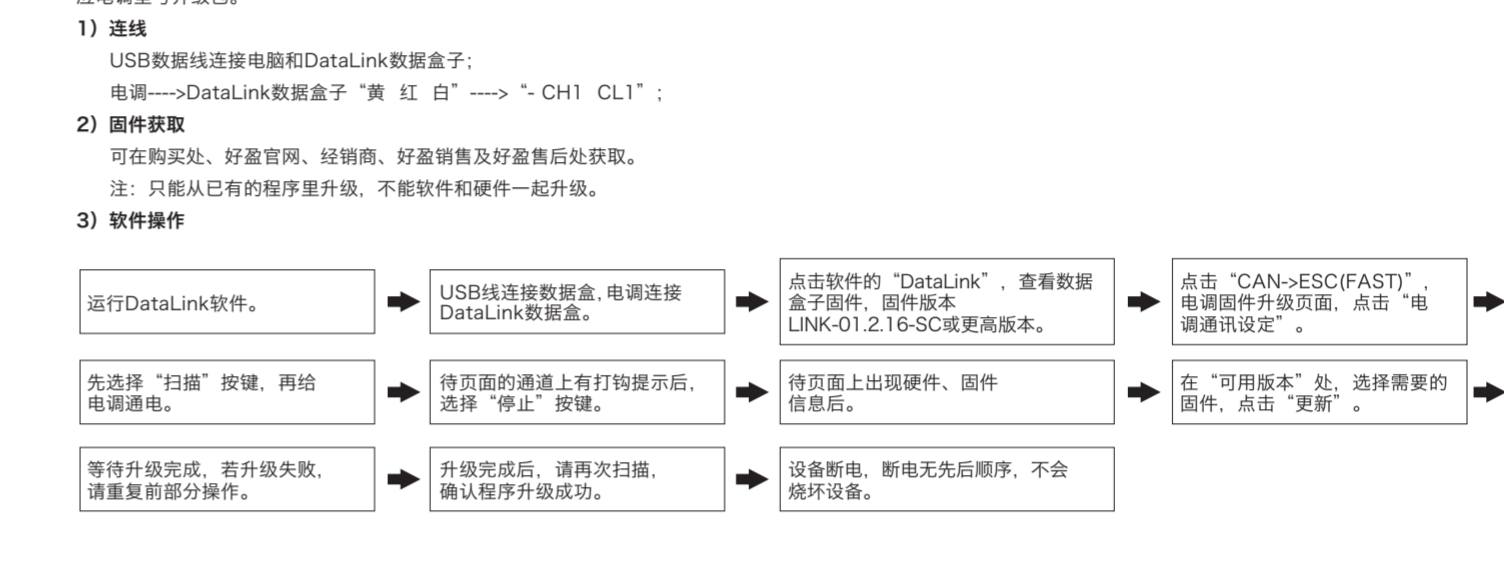 应电调型号升级包。
1）连线
USB数据线连接电脑和DataLink数据盒子；
电调---->DataLink数据盒子“黄 红 白”---->“- CH1 CL1”；
2）固件获取
可在购买处、好盈官网、经销商、好盈销售及好盈售后处获取。
注：只能从已有的程序里升级，不能软件和硬件一起升级。
3）软件操作
运行DataLink软件。
USB线连接数据盒, 电调连接
DataLink数据盒。
点击软件的“DataLink”，查看数据
盒子固件，固件版本
LINK-01.2.16-SC或更高版本。
点击“CAN->ESC(FAST)”，
电调固件升级页面，点击“电
调通讯设定”。
先选择“扫描”按键，再给
电调通电。
待页面的通道上有打钩提示后，
选择“停止”按键。
待页面上出现硬件、固件
信息后。
在“可用版本”处，选择需要的
固件，点击“更新”。
等待升级完成，若升级失败，
请重复前部分操作。
升级完成后，请再次扫描，
确认程序升级成功。
设备断电，断电无先后顺序，不会
烧坏设备。